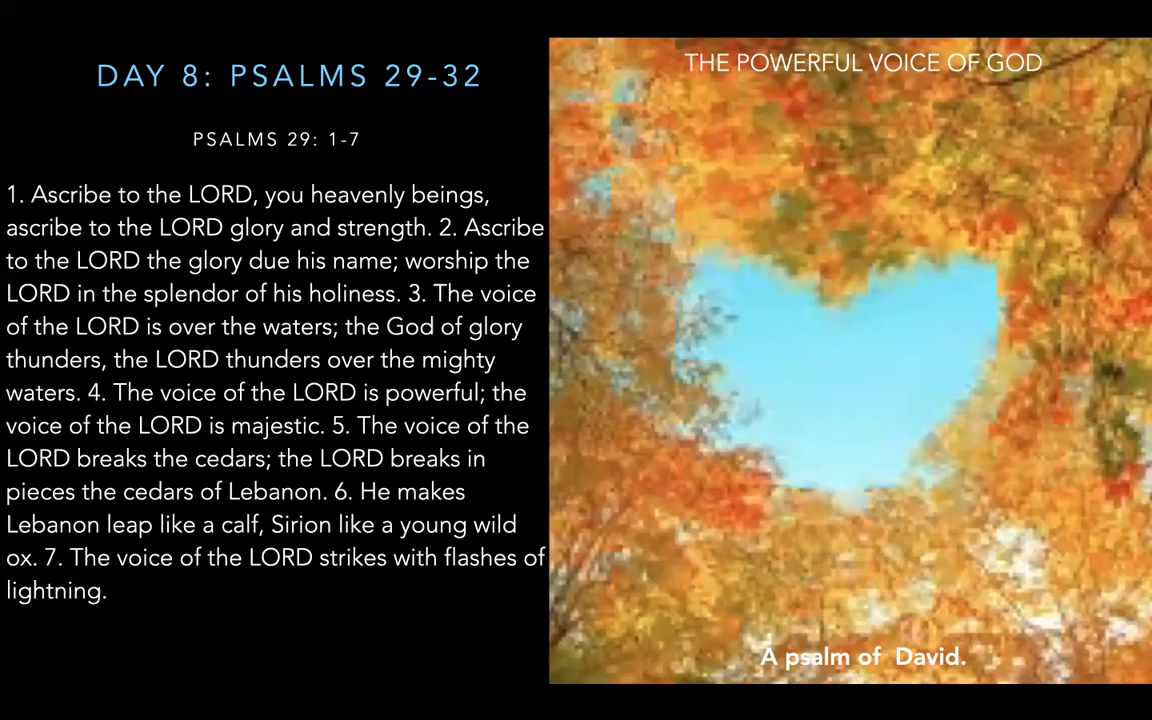 DAY 8: PSALMS 29-32
PSALMS 29: 1-7
1. Ascribe to the LORD, you heavenly beings,
ascribe to the LORD glory and strength. 2. Ascribe
to the LORD the glory due his name; worship the
LORD in the splendor of his holiness. 3. The voice
of the LORD is over the waters; the God of glory
thunders, the LORD thunders over the mighty
waters. 4. The voice of the LORD is powerful; the
voice of the LORD is majestic. 5. The voice of the
LORD breaks the cedars; the LORD breaks in
pieces the cedars of Lebanon. 6. He makes
Lebanon leap like a calf, Sirion like a young wild
ox. 7. The voice of the LORD strikes with flashes of
lightning.
THE POWERFUL VOICE OF GOD
A psalm of David.